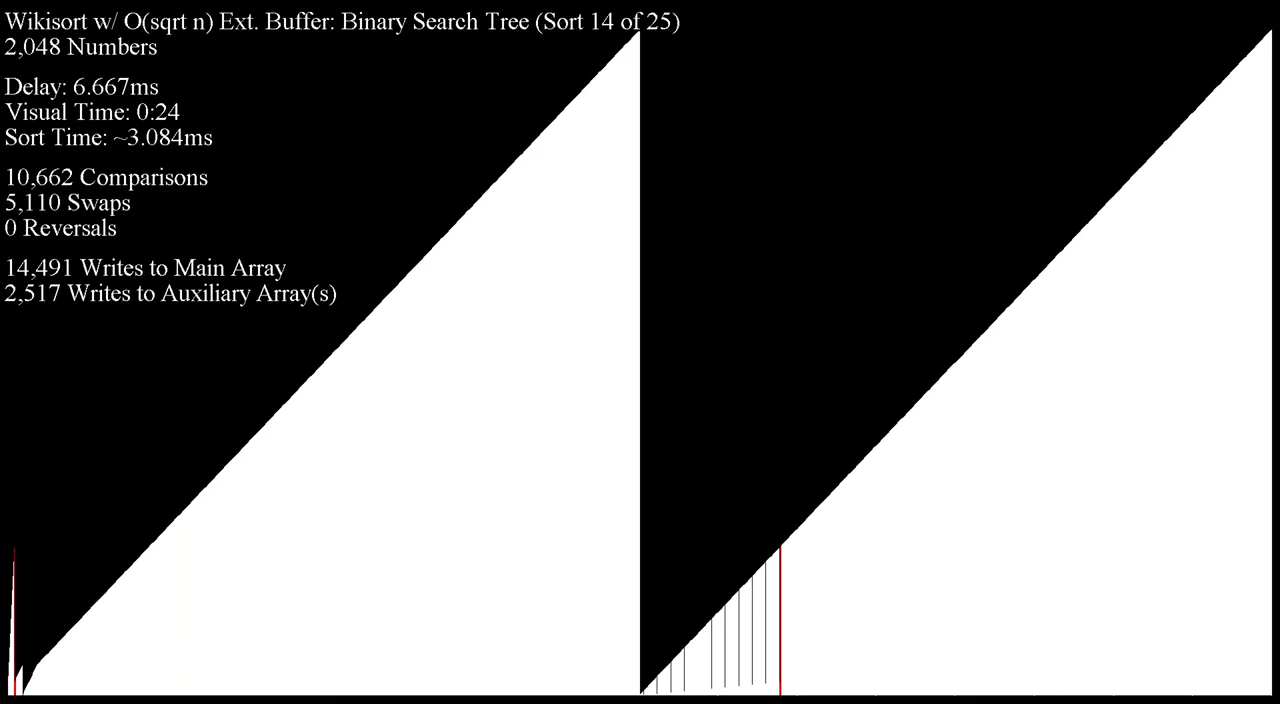 Wikisort w/ O(sqrt n) Ext. Buffer: Binary Search Tree (Sort 14 of 25)
2,048 Numbers
Delay: 6.667ms
Visual Time: 0:24
Sort Time: ~3.084ms
10,662 Comparisons
5,110 Swaps
0 Reversals
14,491 Writes to Main Array
2,517 Writes to Auxiliary Array(s)